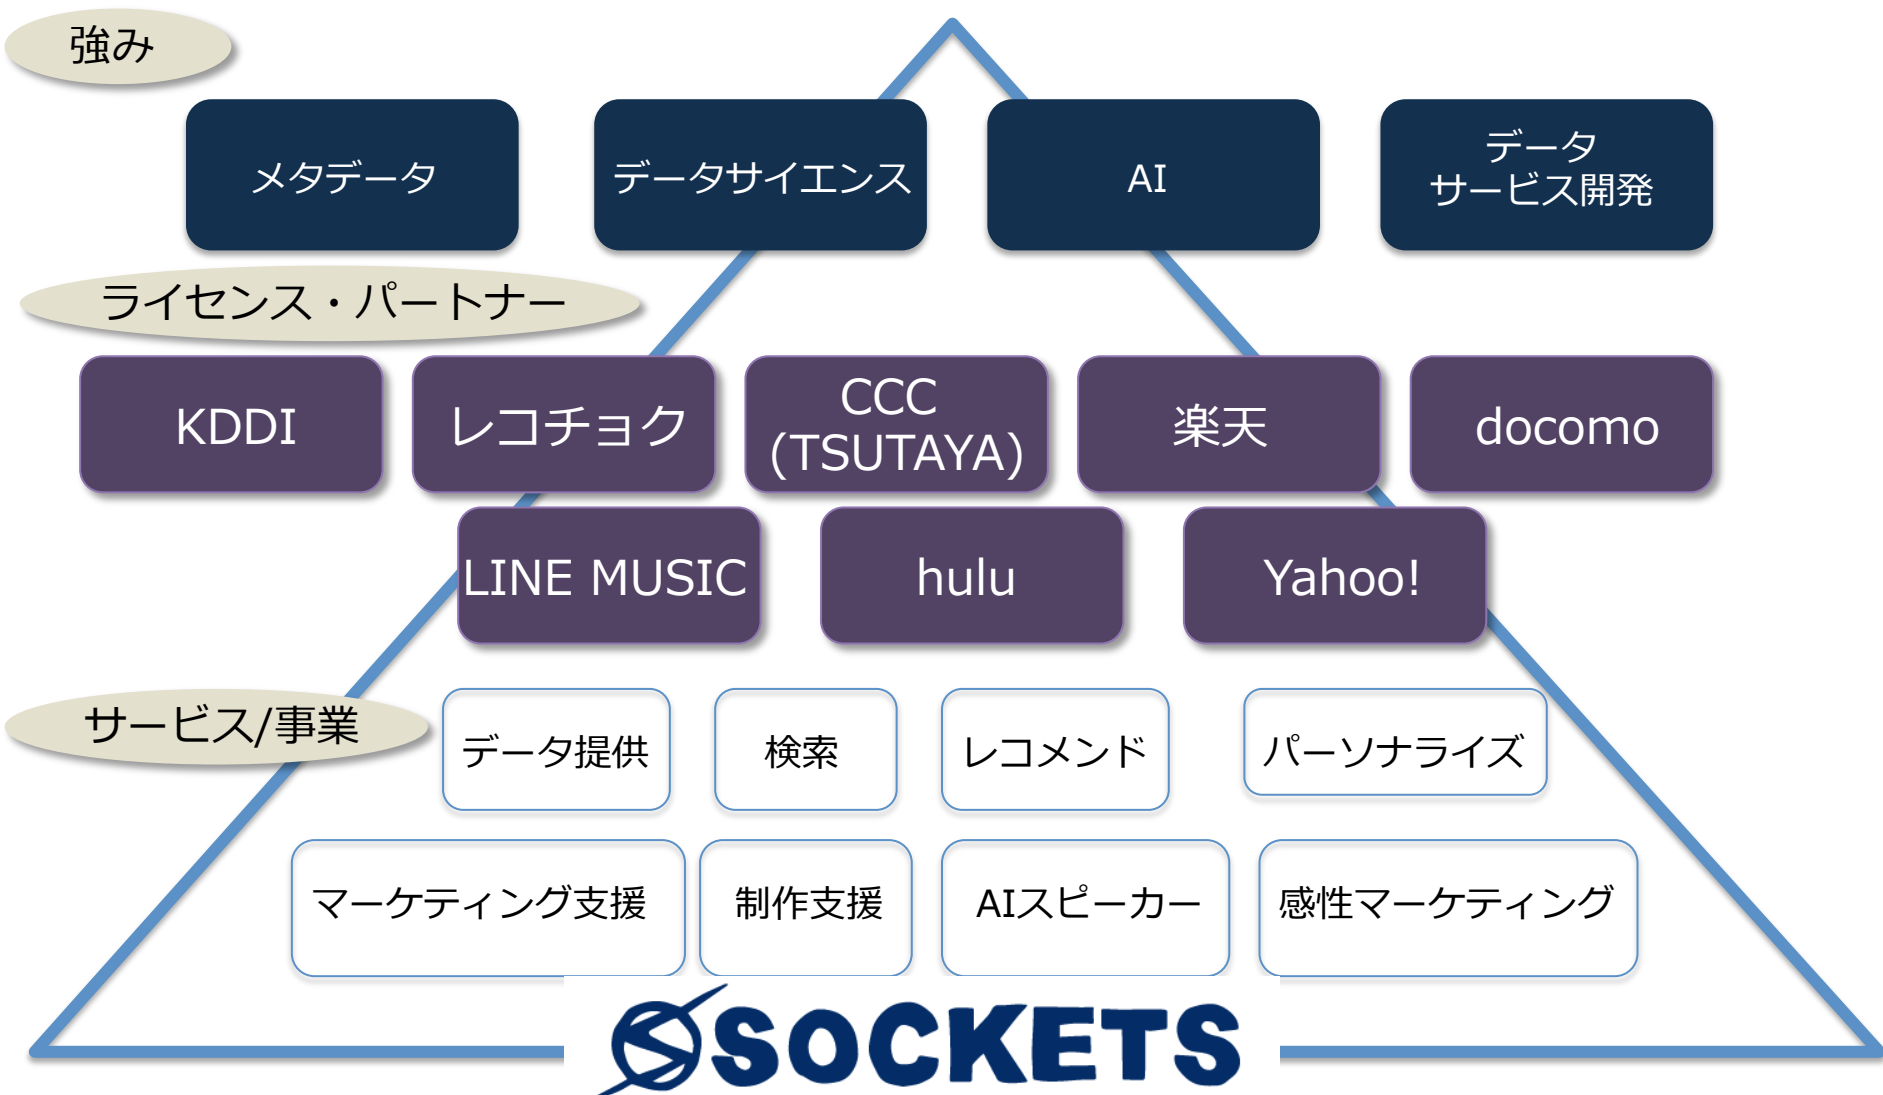 強み
メタデータ
データサイエンス
AI
データ
サービス開発
ライセンス・パートナー
KDDI
レコチョク
CCC
(TSUTAYA)
楽天
docomo
LINE MUSIC
hulu
Yahoo!
サービス/事業
データ提供
検索
レコメンド
パーソナライズ
マーケティング支援
制作支援
AIスピーカー
感性マーケティング
SOCKETS